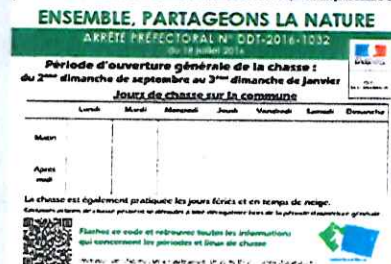 ENSEMBLE, PARTAGEONS LA NATURE
ARRÊTÉ PRÉFECTORAL N° DDT-2016-1032
du 18 juillet 2016
Période d'ouverture générale de la chasse :
du 2ème dimanche de septembre au 3ème dimanche de janvier
Jours de chasse sur la commune
Lundi Mardi Mercredi Jeudi Vendredi Samedi Dimanche
Matin
Après
midi
La chasse est également pratiquée les jours fériés et en temps de neige.
Flashez ce code et retrouvez toutes les informations
qui concernent les périodes et lieux de chasse